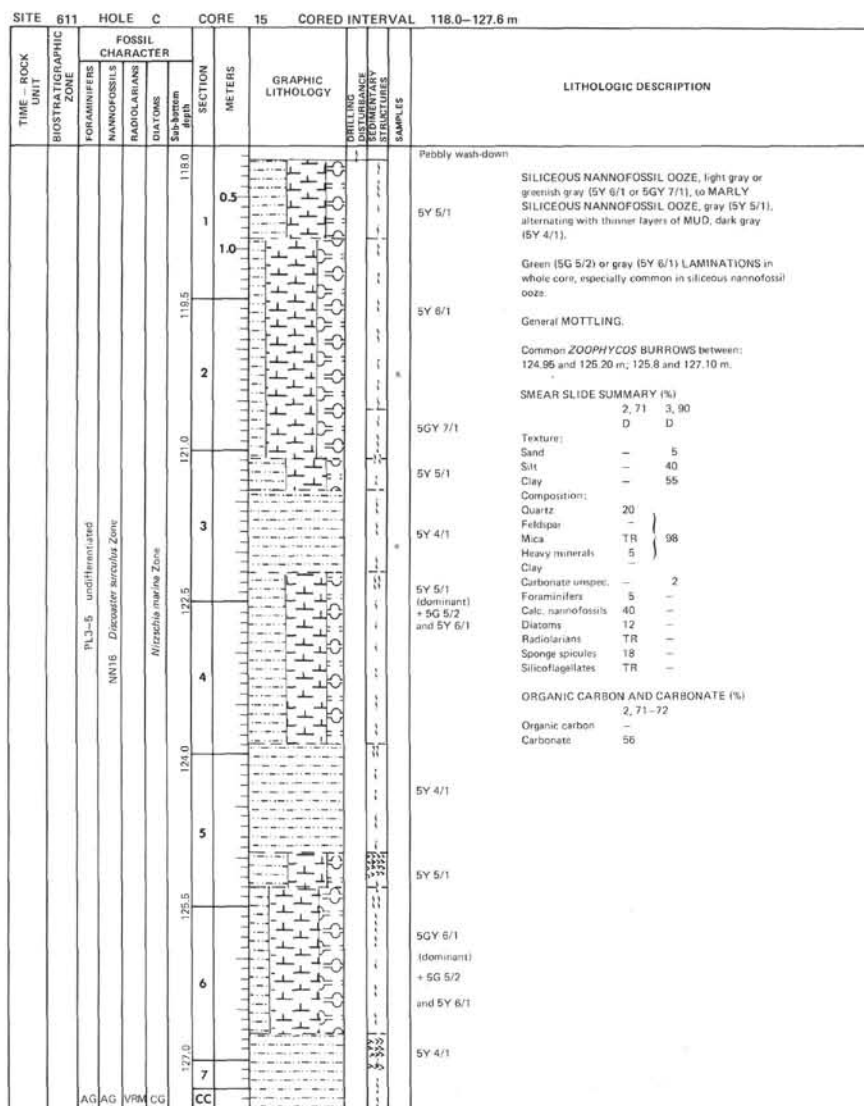 SITE 611 HOLE C CORE 15 CORED INTERVAL 118.0–127.6 m
TIME – ROCK UNIT
BIOSTRATIGRAPHIC ZONE
FOSSIL CHARACTER
FORAMINIFERS
NANNOFOSSILS
RADIOLARIANS
DIATOMS
Sub-bottom depth
SECTION
METERS
GRAPHIC LITHOLOGY
DRILLING DISTURBANCE
SEDIMENTARY STRUCTURES
SAMPLES
LITHOLOGIC DESCRIPTION
PL3–5 undifferentiated
NN16 Discoaster surculus Zone
Nitzschia marina Zone
AG AG VRM CG
118.0
119.5
121.0
122.5
124.0
125.5
127.0
1
2
3
4
5
6
7
CC
0.5
1.0
Pebbly wash-down
5Y 5/1
5Y 6/1
5GY 7/1
5Y 5/1
5Y 4/1
5Y 5/1
(dominant)
+ 5G 5/2
and 5Y 6/1
5Y 4/1
5Y 5/1
5GY 6/1
(dominant)
+ 5G 5/2
and 5Y 6/1
5Y 4/1
SILICEOUS NANNOFOSSIL OOZE, light gray or
greenish gray (5Y 6/1 or 5GY 7/1), to MARLY
SILICEOUS NANNOFOSSIL OOZE, gray (5Y 5/1),
alternating with thinner layers of MUD, dark gray
(5Y 4/1).
Green (5G 5/2) or gray (5Y 6/1) LAMINATIONS in
whole core, especially common in siliceous nannofossil
ooze.
General MOTTLING.
Common ZOOPHYCOS BURROWS between:
124.95 and 125.20 m; 125.8 and 127.10 m.
SMEAR SLIDE SUMMARY (%)
2, 71 3, 90
D D
Texture:
Sand – 5
Silt – 40
Clay – 55
Composition:
Quartz 20
Feldspar –
Mica TR 98
Heavy minerals 5
Clay –
Carbonate unspec. – 2
Foraminifers 5 –
Calc. nannofossils 40 –
Diatoms 12 –
Radiolarians TR –
Sponge spicules 18 –
Silicoflagellates TR –
ORGANIC CARBON AND CARBONATE (%)
2, 71–72
Organic carbon –
Carbonate 56